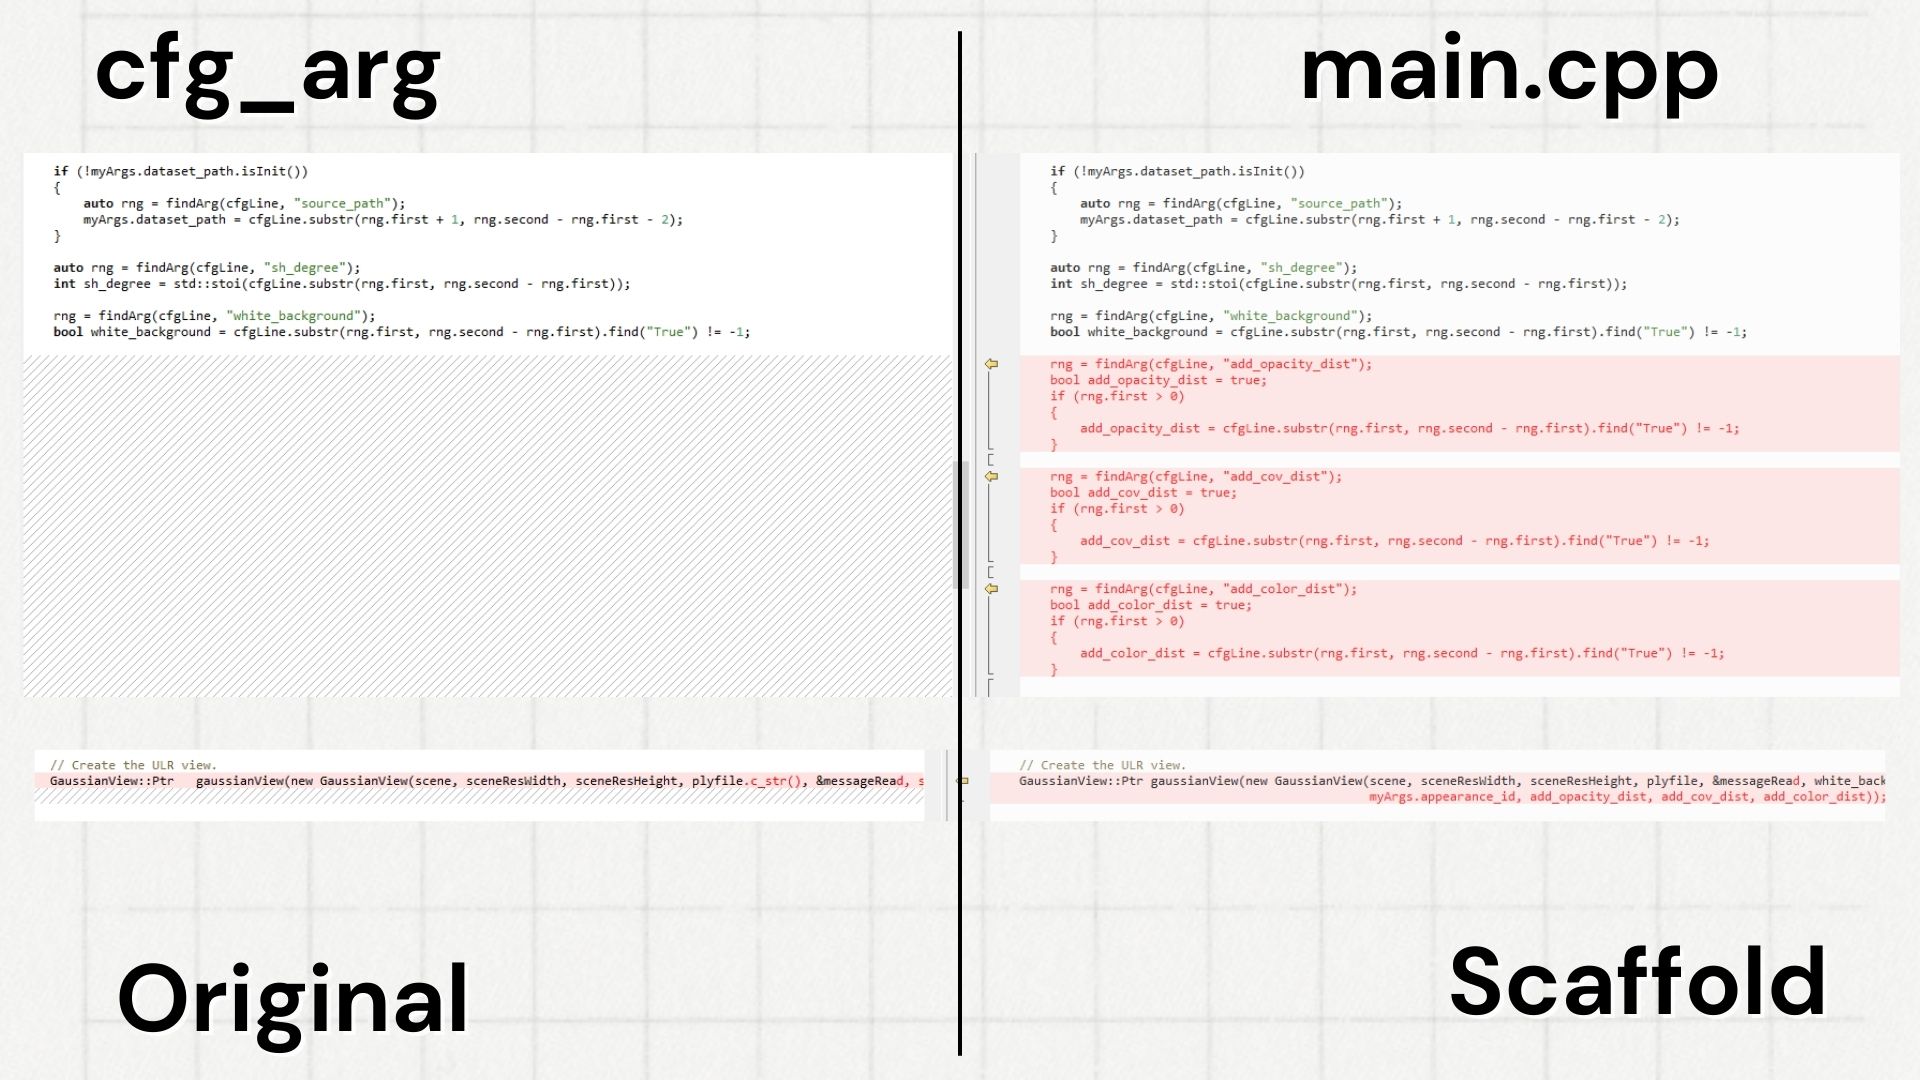 cfg_arg
main.cpp
if (!myArgs.dataset_path.isInit())
{
auto rng = findArg(cfgLine, "source_path");
myArgs.dataset_path = cfgLine.substr(rng.first + 1, rng.second - rng.first - 2);
}
auto rng = findArg(cfgLine, "sh_degree");
int sh_degree = std::stoi(cfgLine.substr(rng.first, rng.second - rng.first));
rng = findArg(cfgLine, "white_background");
bool white_background = cfgLine.substr(rng.first, rng.second - rng.first).find("True") != -1;
if (!myArgs.dataset_path.isInit())
{
auto rng = findArg(cfgLine, "source_path");
myArgs.dataset_path = cfgLine.substr(rng.first + 1, rng.second - rng.first - 2);
}
auto rng = findArg(cfgLine, "sh_degree");
int sh_degree = std::stoi(cfgLine.substr(rng.first, rng.second - rng.first));
rng = findArg(cfgLine, "white_background");
bool white_background = cfgLine.substr(rng.first, rng.second - rng.first).find("True") != -1;
rng = findArg(cfgLine, "add_opacity_dist");
bool add_opacity_dist = true;
if (rng.first > 0)
{
add_opacity_dist = cfgLine.substr(rng.first, rng.second - rng.first).find("True") != -1;
}
rng = findArg(cfgLine, "add_cov_dist");
bool add_cov_dist = true;
if (rng.first > 0)
{
add_cov_dist = cfgLine.substr(rng.first, rng.second - rng.first).find("True") != -1;
}
rng = findArg(cfgLine, "add_color_dist");
bool add_color_dist = true;
if (rng.first > 0)
{
add_color_dist = cfgLine.substr(rng.first, rng.second - rng.first).find("True") != -1;
}
// Create the ULR view.
GaussianView::Ptr   gaussianView(new GaussianView(scene, sceneResWidth, sceneResHeight, plyfile.c_str(), &messageRead, s
// Create the ULR view.
GaussianView::Ptr gaussianView(new GaussianView(scene, sceneResWidth, sceneResHeight, plyfile, &messageRead, white_back
myArgs.appearance_id, add_opacity_dist, add_cov_dist, add_color_dist));
Original
Scaffold